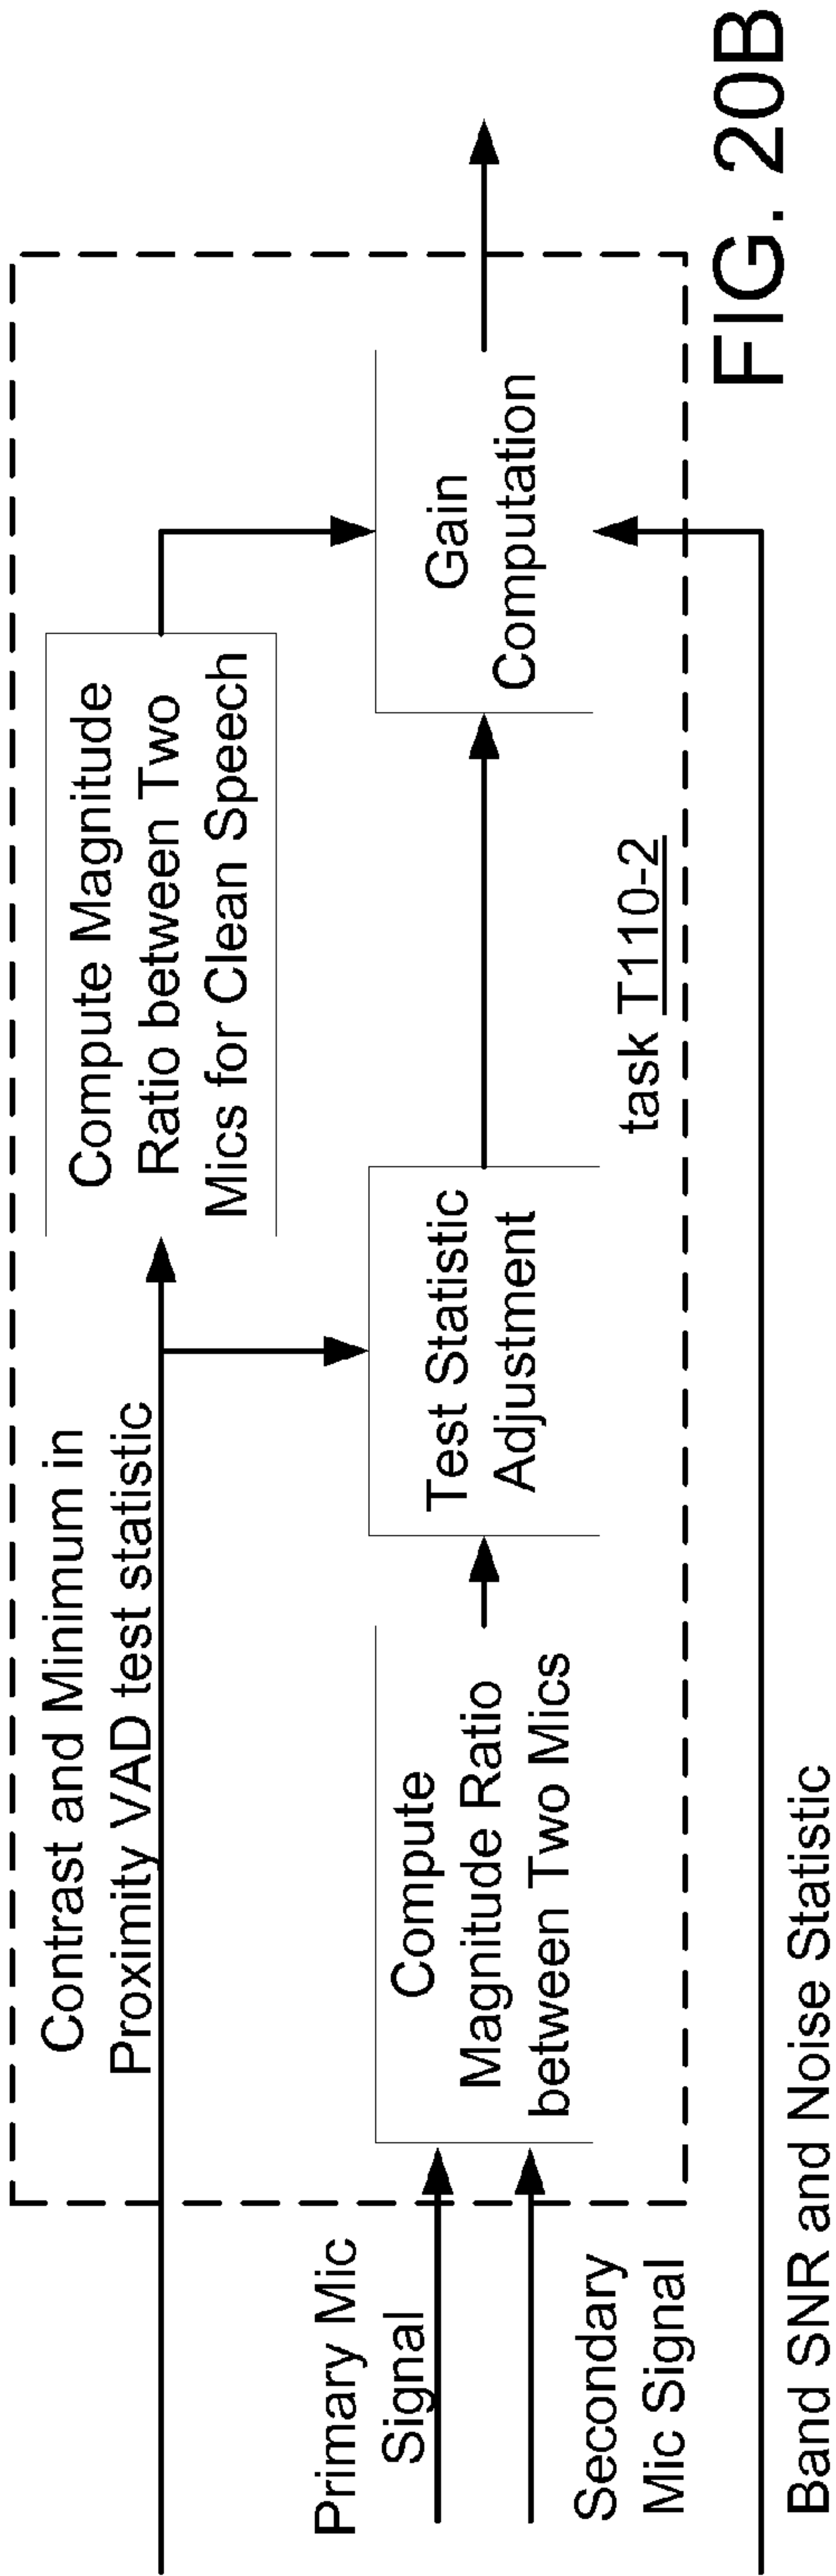 Contrast and Minimum in
Proximity VAD test statistic
Compute Magnitude
Ratio between Two
Mics for Clean Speech
Primary Mic
Signal
Secondary
Mic Signal
Compute
Magnitude Ratio
between Two Mics
Test Statistic
Adjustment
Gain
Computation
task T110-2
Band SNR and Noise Statistic
FIG. 20B